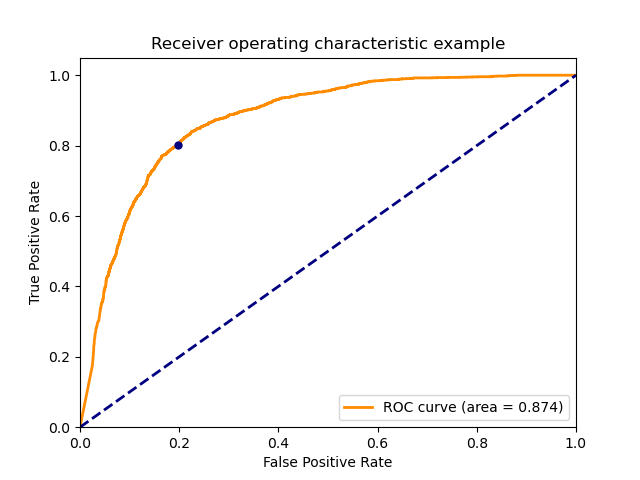 Receiver operating characteristic example
1.0
0.8
0.6
0.4
0.2
0.0
True Positive Rate
ROC curve (area = 0.874)
0.0 0.2 0.4 0.6 0.8 1.0
False Positive Rate